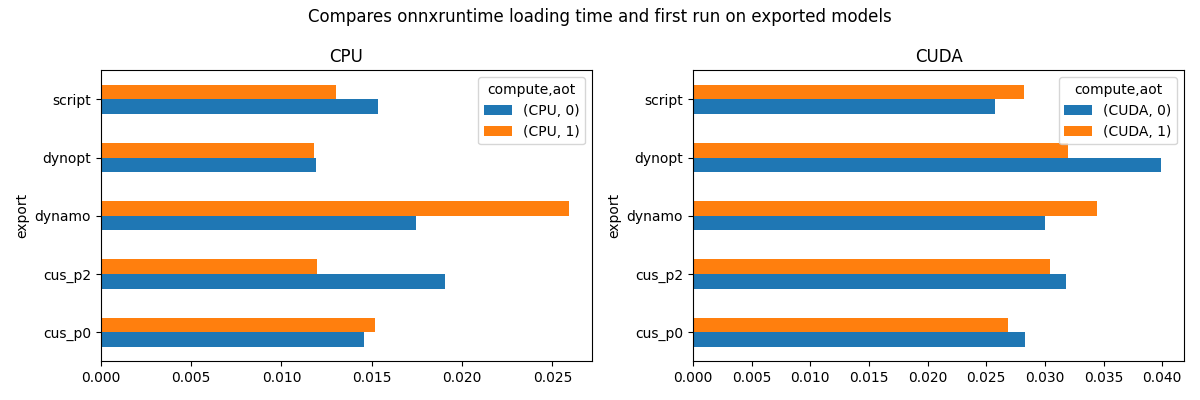 Compares onnxruntime loading time and first run on exported models
CPU
export
script
dynopt
dynamo
cus_p2
cus_p0
compute,aot
(CPU, 0)
(CPU, 1)
0.000 0.005 0.010 0.015 0.020 0.025
CUDA
export
script
dynopt
dynamo
cus_p2
cus_p0
compute,aot
(CUDA, 0)
(CUDA, 1)
0.000 0.005 0.010 0.015 0.020 0.025 0.030 0.035 0.040